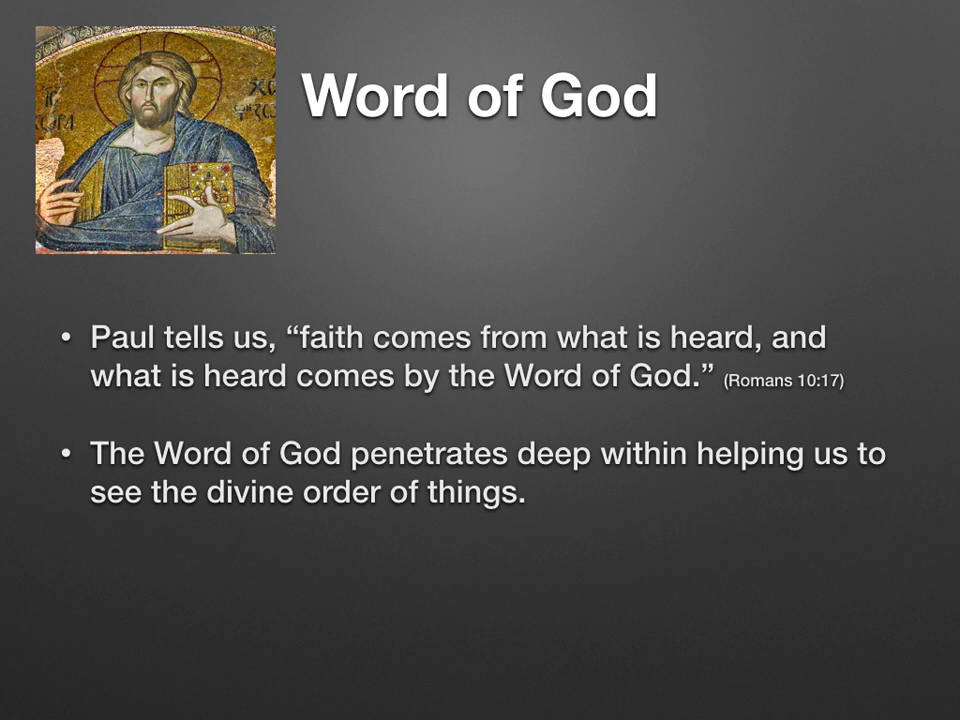 Word of God
• Paul tells us, “faith comes from what is heard, and
what is heard comes by the Word of God.” (Romans 10:17)
• The Word of God penetrates deep within helping us to
see the divine order of things.